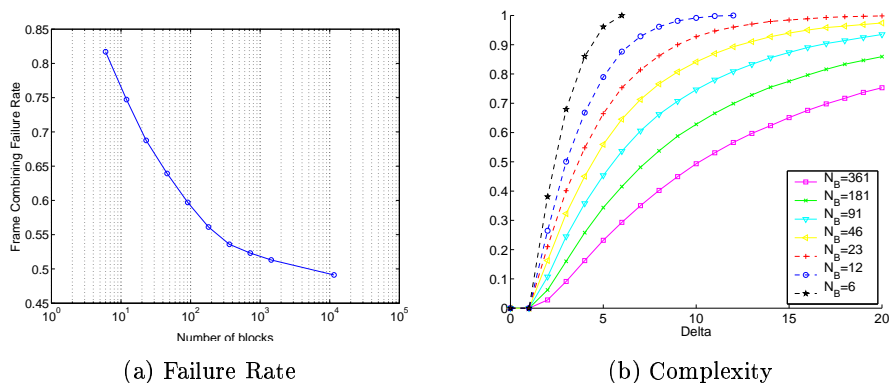 0.85
0.8
0.75
0.7
0.65
0.6
0.55
0.5
0.45
Frame Combining Failure Rate
10^0
10^1
10^2
10^3
10^4
10^5
Number of blocks
(a) Failure Rate
1
0.9
0.8
0.7
0.6
0.5
0.4
0.3
0.2
0.1
0
0
5
10
15
20
Delta
N_B=361
N_B=181
N_B=91
N_B=46
N_B=23
N_B=12
N_B=6
(b) Complexity